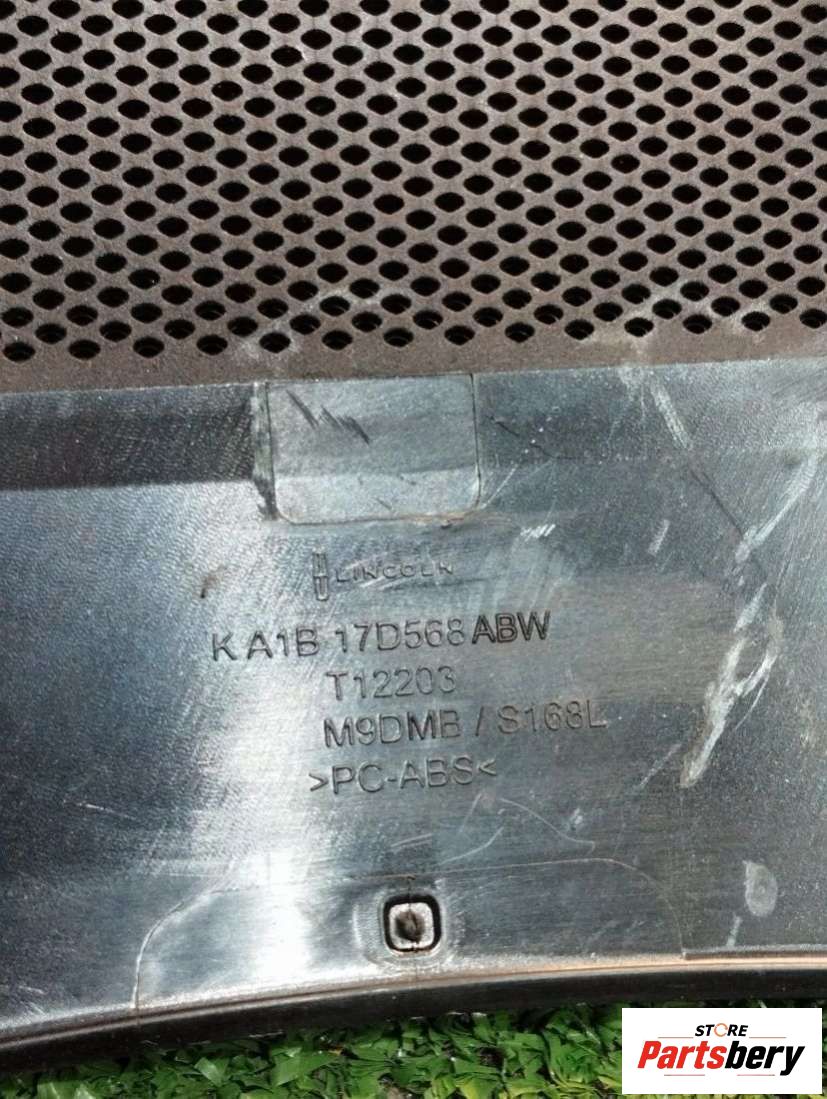 LINCOLN
KA1B 17D568 ABW
T12203
M9DMB / S168L
>PC-ABS<
STORE
Partsbery